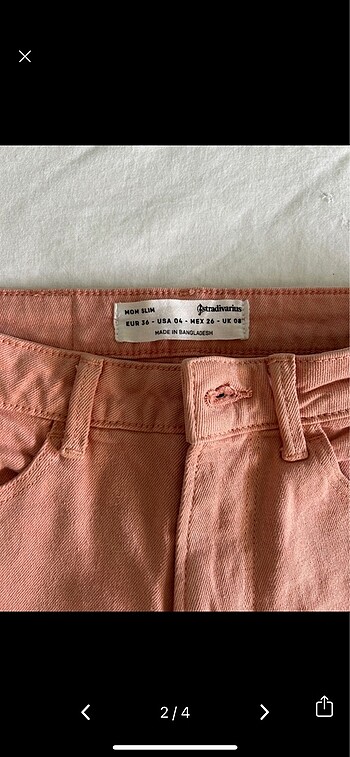 MOM SLIM
stradivarius
EUR 36 - USA 04 - MEX 26 - UK 08"
MADE IN BANGLADESH
2/4